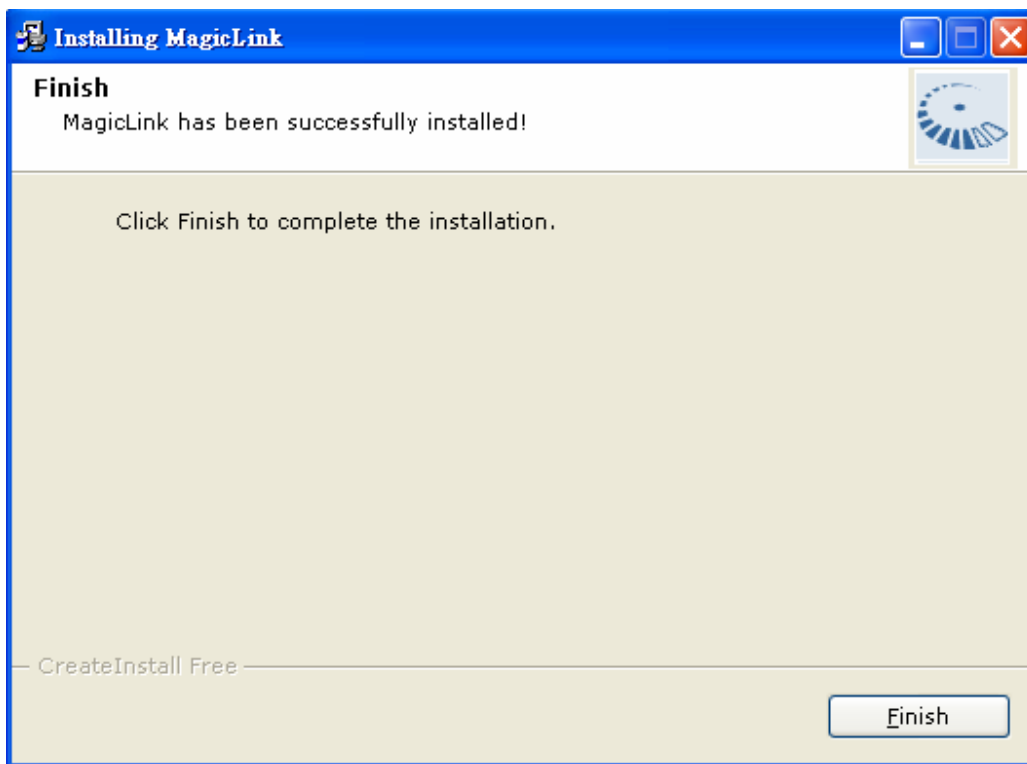 Installing MagicLink
Finish
MagicLink has been successfully installed!
Click Finish to complete the installation.
CreateInstall Free
Finish